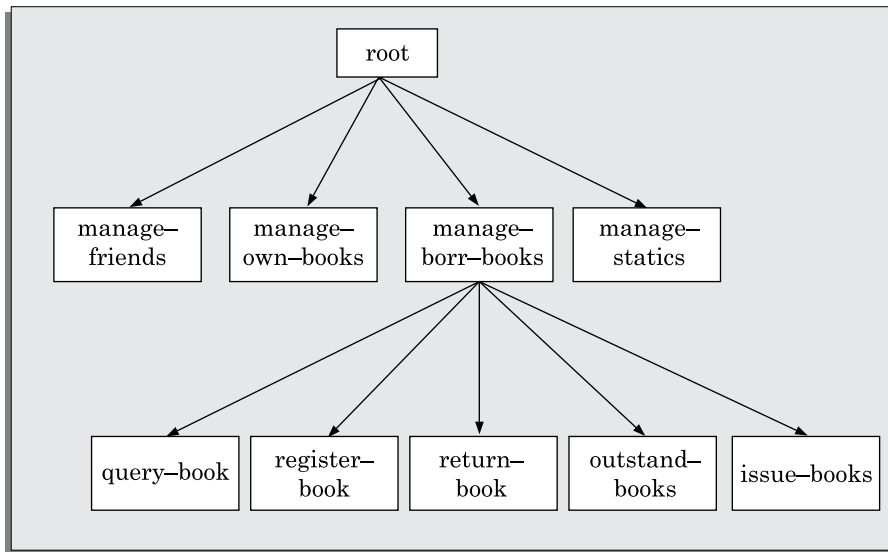 root
manage–
friends
manage–
own–books
manage–
borr–books
manage–
statics
query–book
register–
book
return–
book
outstand–
books
issue–books